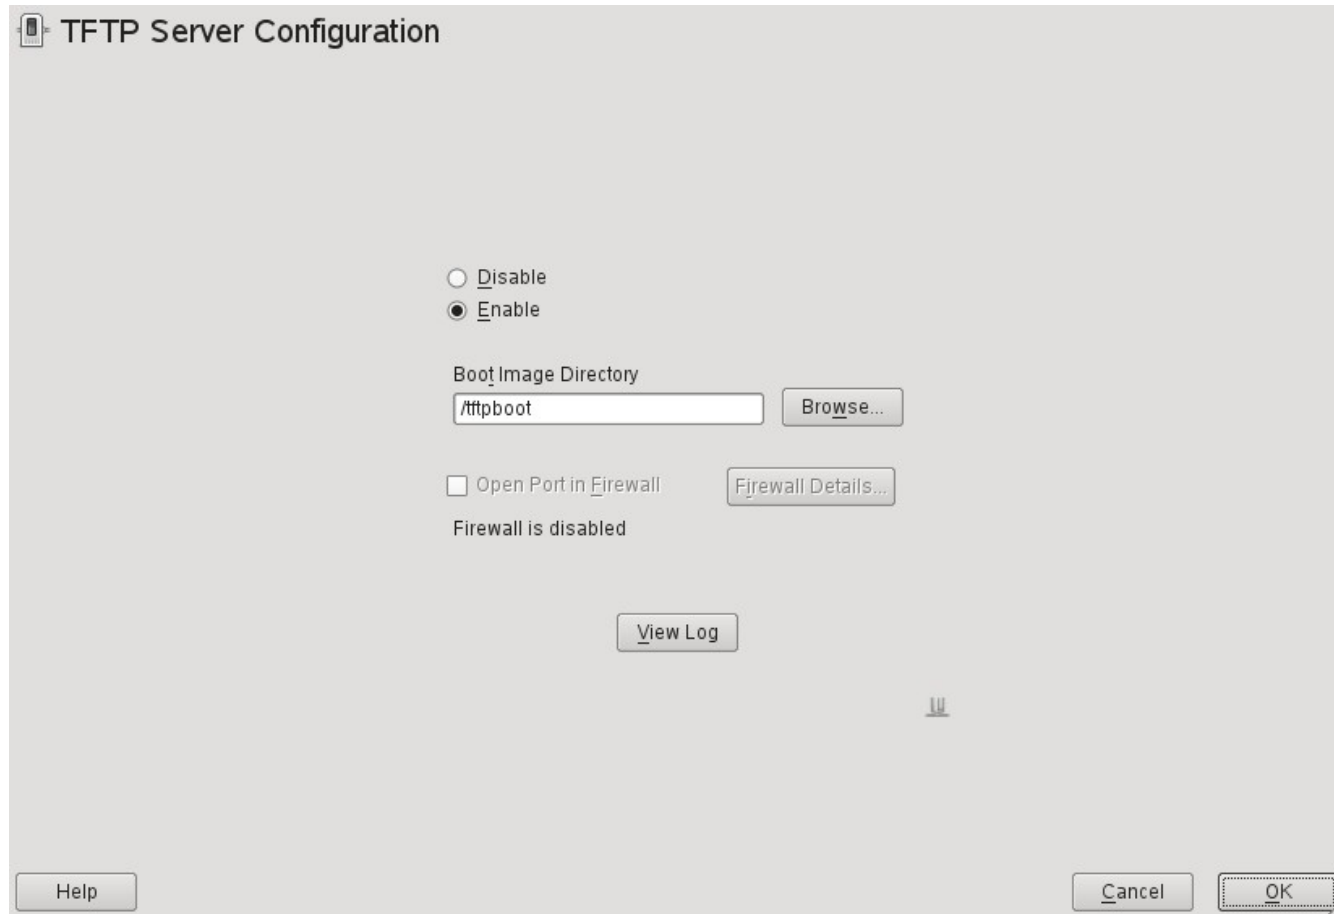 TFTP Server Configuration
Disable
Enable
Boot Image Directory
/tftpboot
Browse...
Open Port in Firewall
Firewall Details...
Firewall is disabled
View Log
Help
Cancel
OK